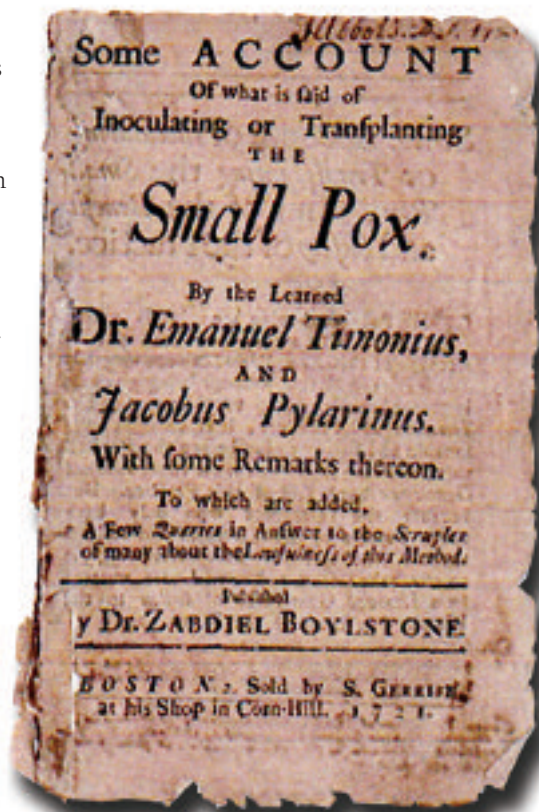 Some ACCOUNT
Of what is ſaid of
Inoculating or Tranſplanting
THE
Small Pox.
By the Learned
Dr. Emanuel Timonius,
AND
Jacobus Pylarinus.
With ſome Remarks thereon.
To which are added,
A Few Quæries in Anſwer to the Scruples
of many about the Lawfulneſs of this Method.
Publiſhed
y Dr. ZABDIEL BOYLSTONE
BOSTON: Sold by S. GERRISH,
at his Shop in Corn-Hill. 1721.